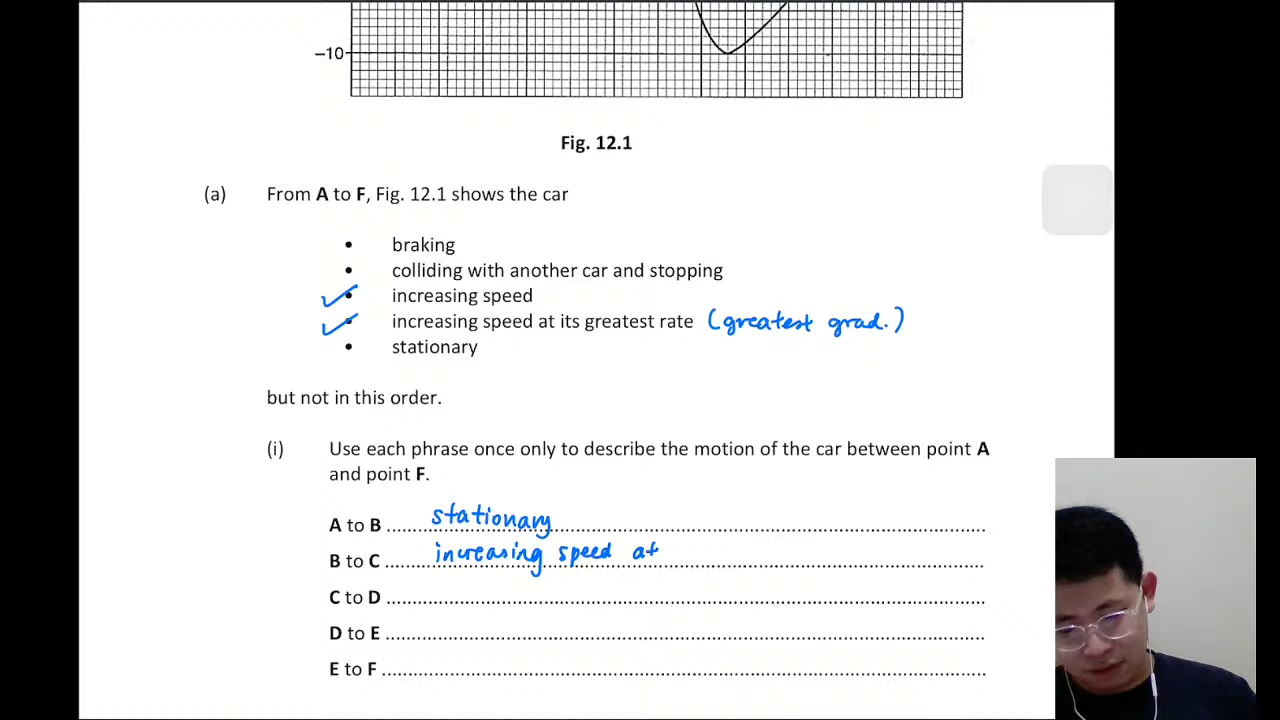 –10
Fig. 12.1
(a) From A to F, Fig. 12.1 shows the car
• braking
• colliding with another car and stopping
• increasing speed
• increasing speed at its greatest rate (greatest grad.)
• stationary
but not in this order.
(i) Use each phrase once only to describe the motion of the car between point A
and point F.
A to B stationary
B to C increasing speed at
C to D
D to E
E to F